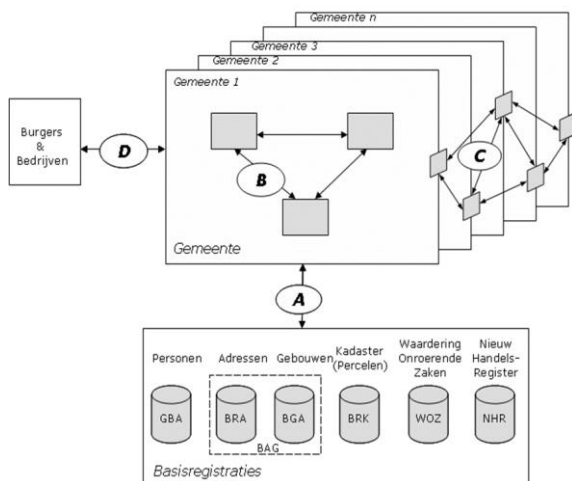 Gemeente n
Gemeente 3
Gemeente 2
Gemeente 1
Burgers
&
Bedrijven
D
B
C
Gemeente
A
Personen
Adressen
Gebouwen
Kadaster
(Percelen)
Waardering
Onroerende
Zaken
Nieuw
Handels-
Register
GBA
BRA
BGA
BRK
WOZ
NHR
BAG
Basisregistraties